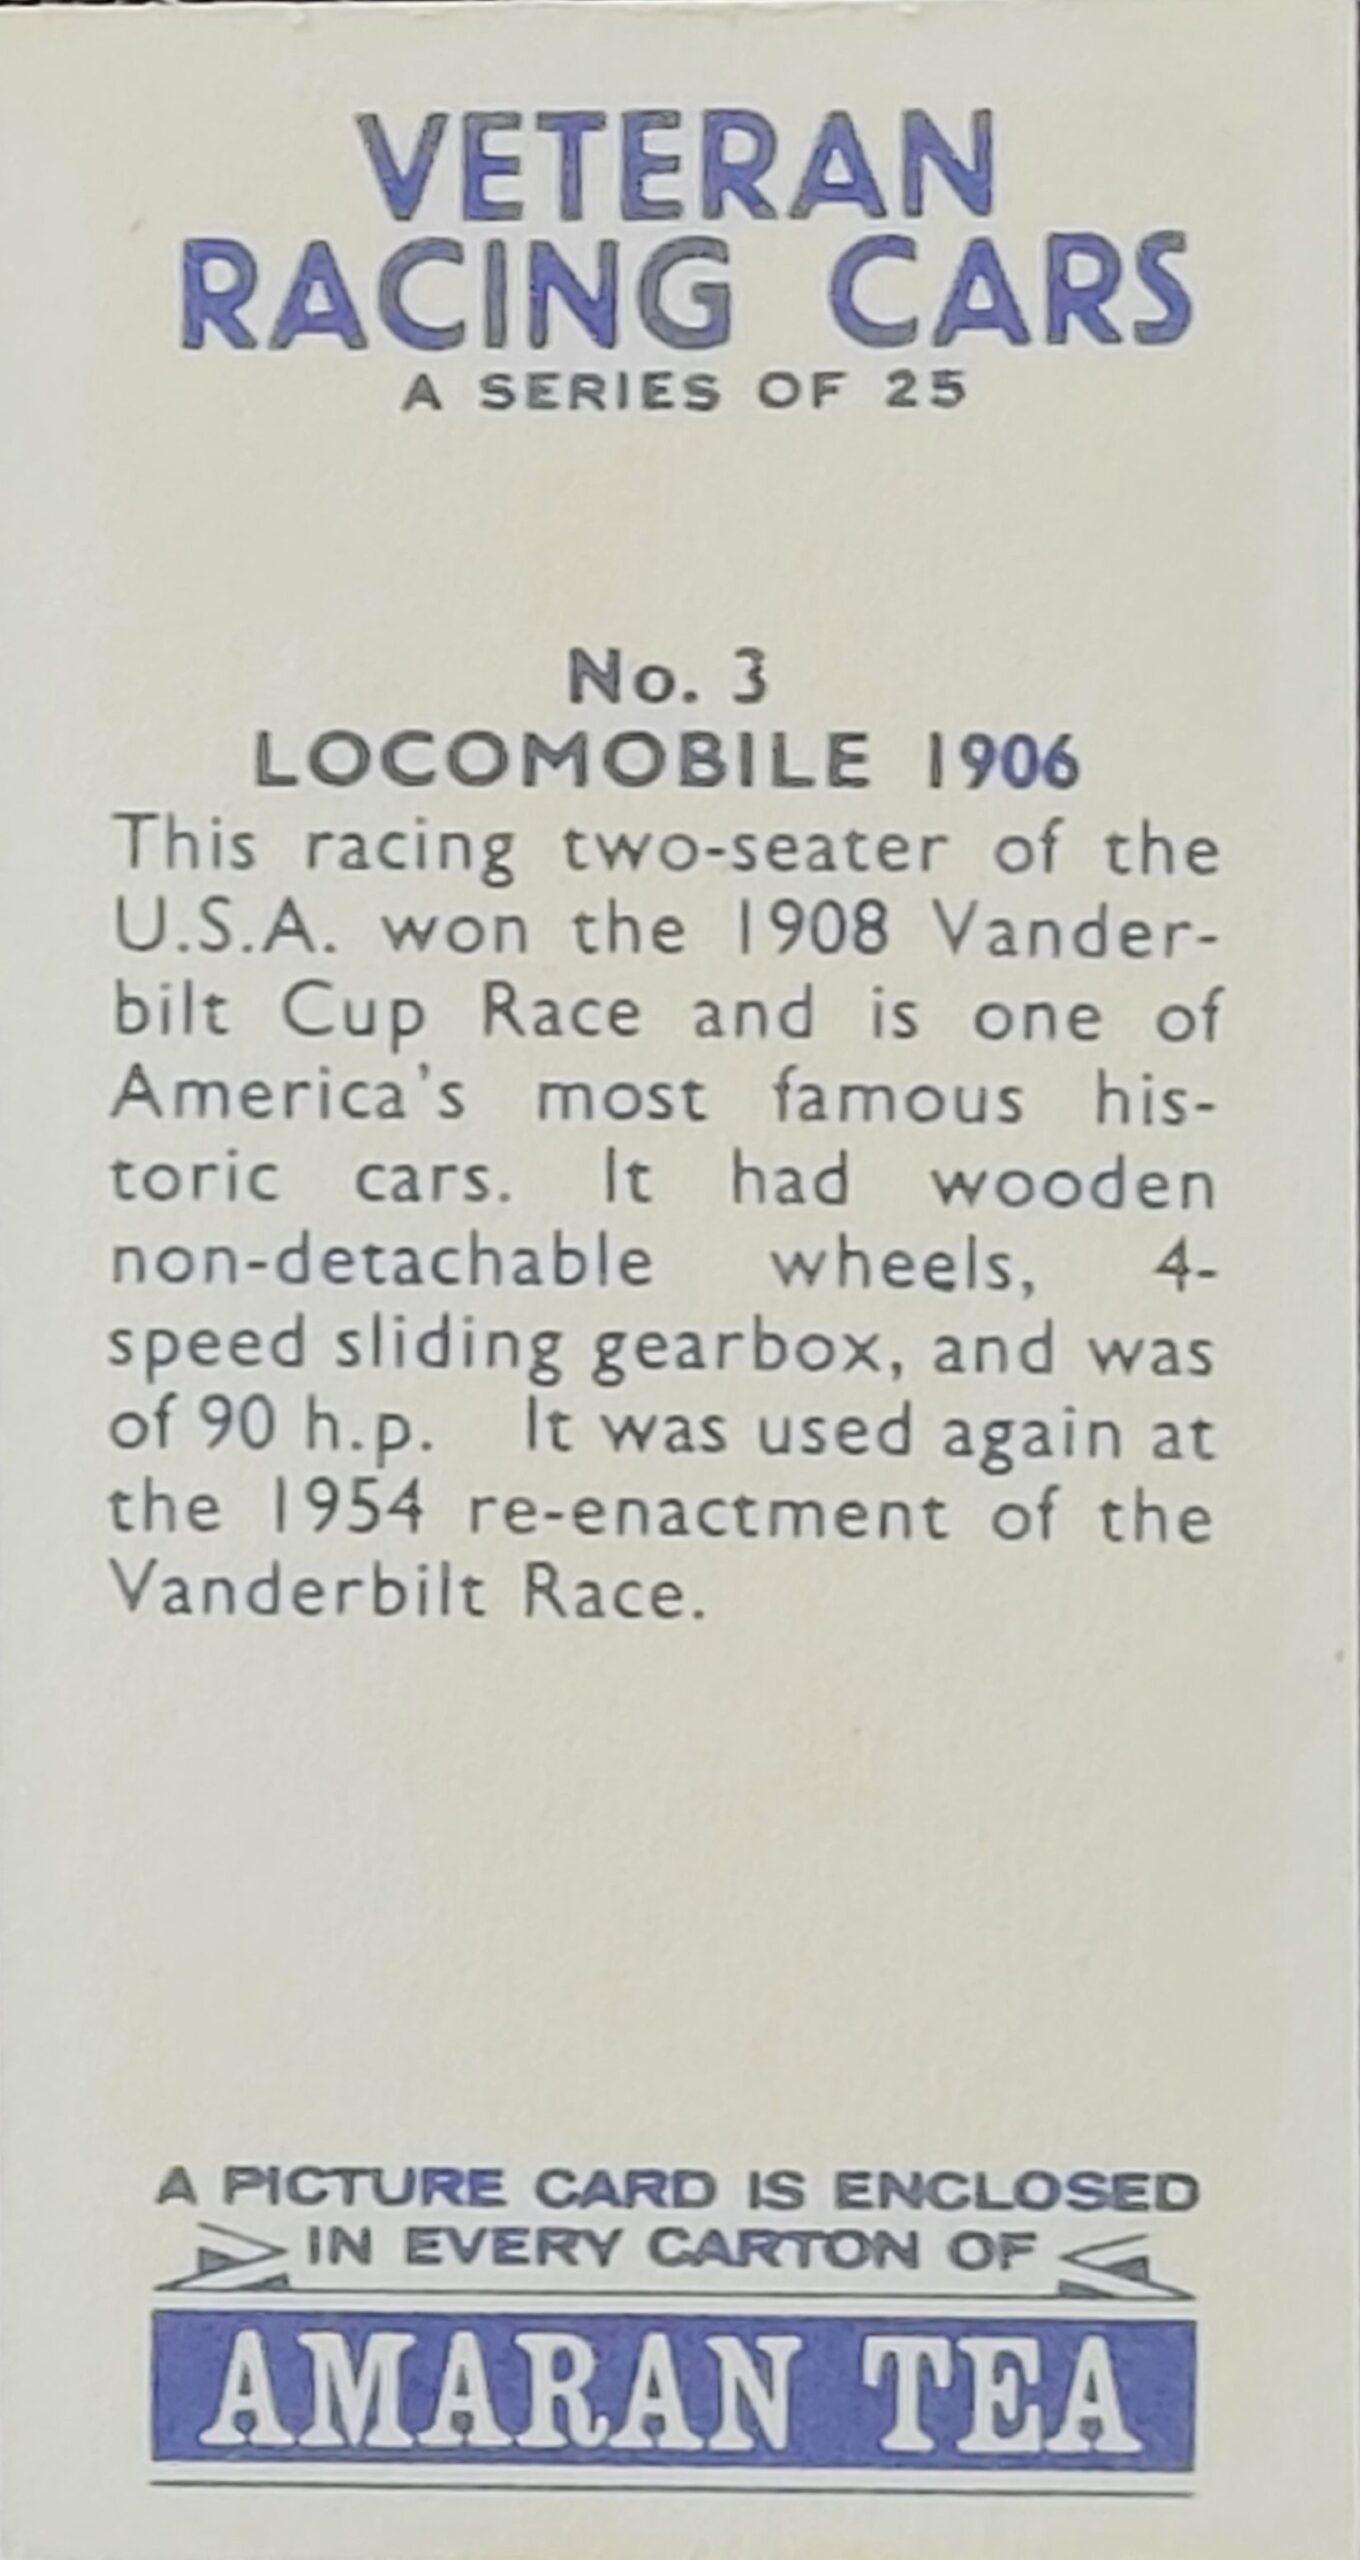 VETERAN
RACING CARS
A SERIES OF 25
No. 3
LOCOMOBILE 1906
This racing two-seater of the
U.S.A. won the 1908 Vander-
bilt Cup Race and is one of
America's most famous his-
toric cars. It had wooden
non-detachable wheels, 4-
speed sliding gearbox, and was
of 90 h.p. It was used again at
the 1954 re-enactment of the
Vanderbilt Race.
A PICTURE CARD IS ENCLOSED
IN EVERY CARTON OF
AMARAN TEA